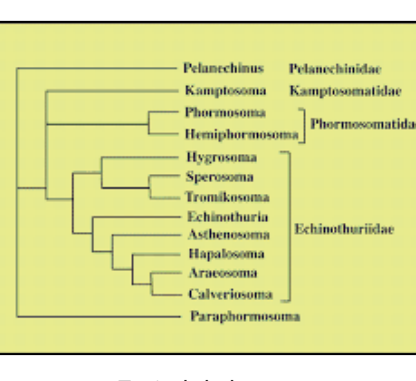 Pelanechinus Pelanechinidae
Kamptosoma Kamptosomatidae
Phormosoma
Phormosomatida
Hemiphormosoma
Hygrosoma
Sperosoma
Tromikosoma
Echinothuria
Echinothuriidae
Asthenosoma
Hapalosoma
Araeosoma
Calveriosoma
Paraphormosoma